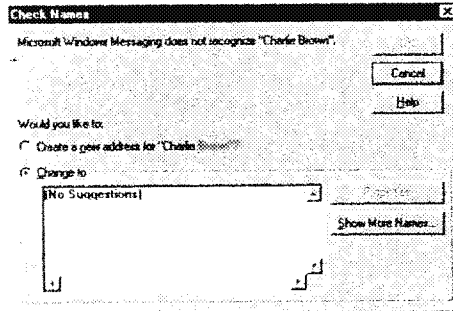 Check Names
Microsoft Windows Messaging does not recognize "Charlie Brown".
Cancel
Help
Would you like to:
Create a new address for "Charlie
Change to
(No Suggestions)
Properties
Show More Names...